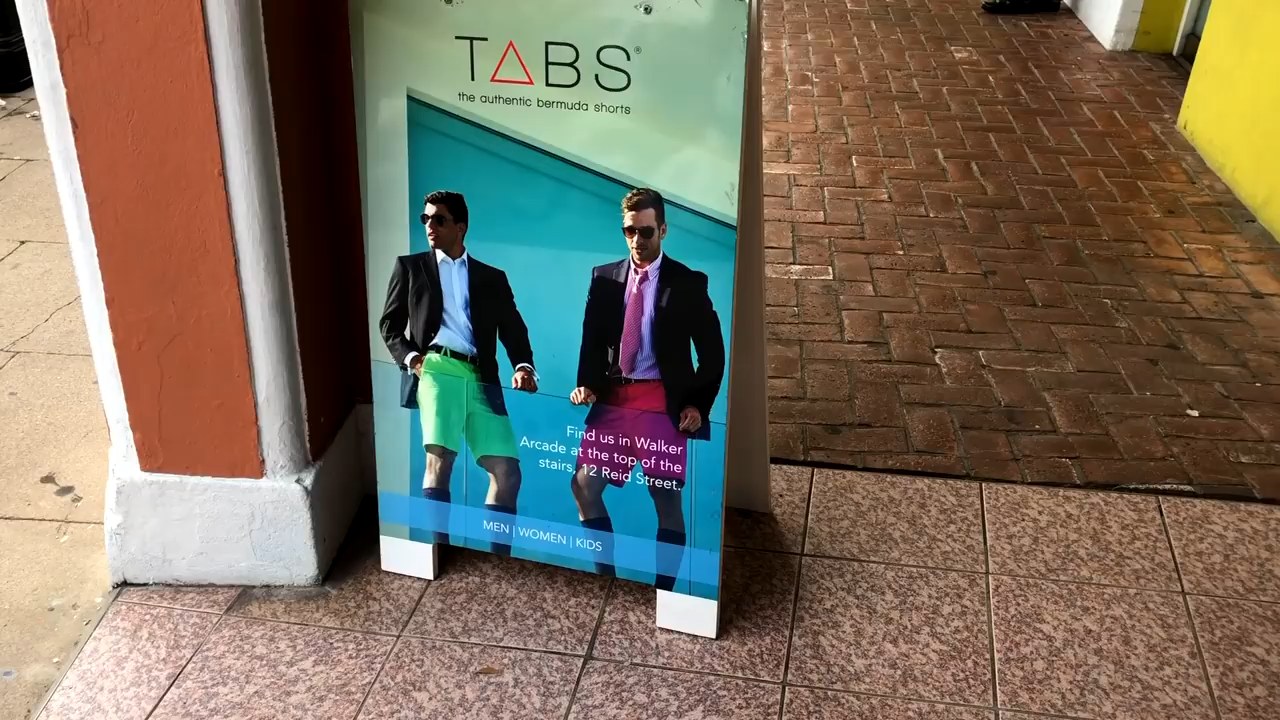 TABS®
the authentic bermuda shorts
Find us in Walker
Arcade at the top of the
stairs, 12 Reid Street.
MEN | WOMEN | KIDS